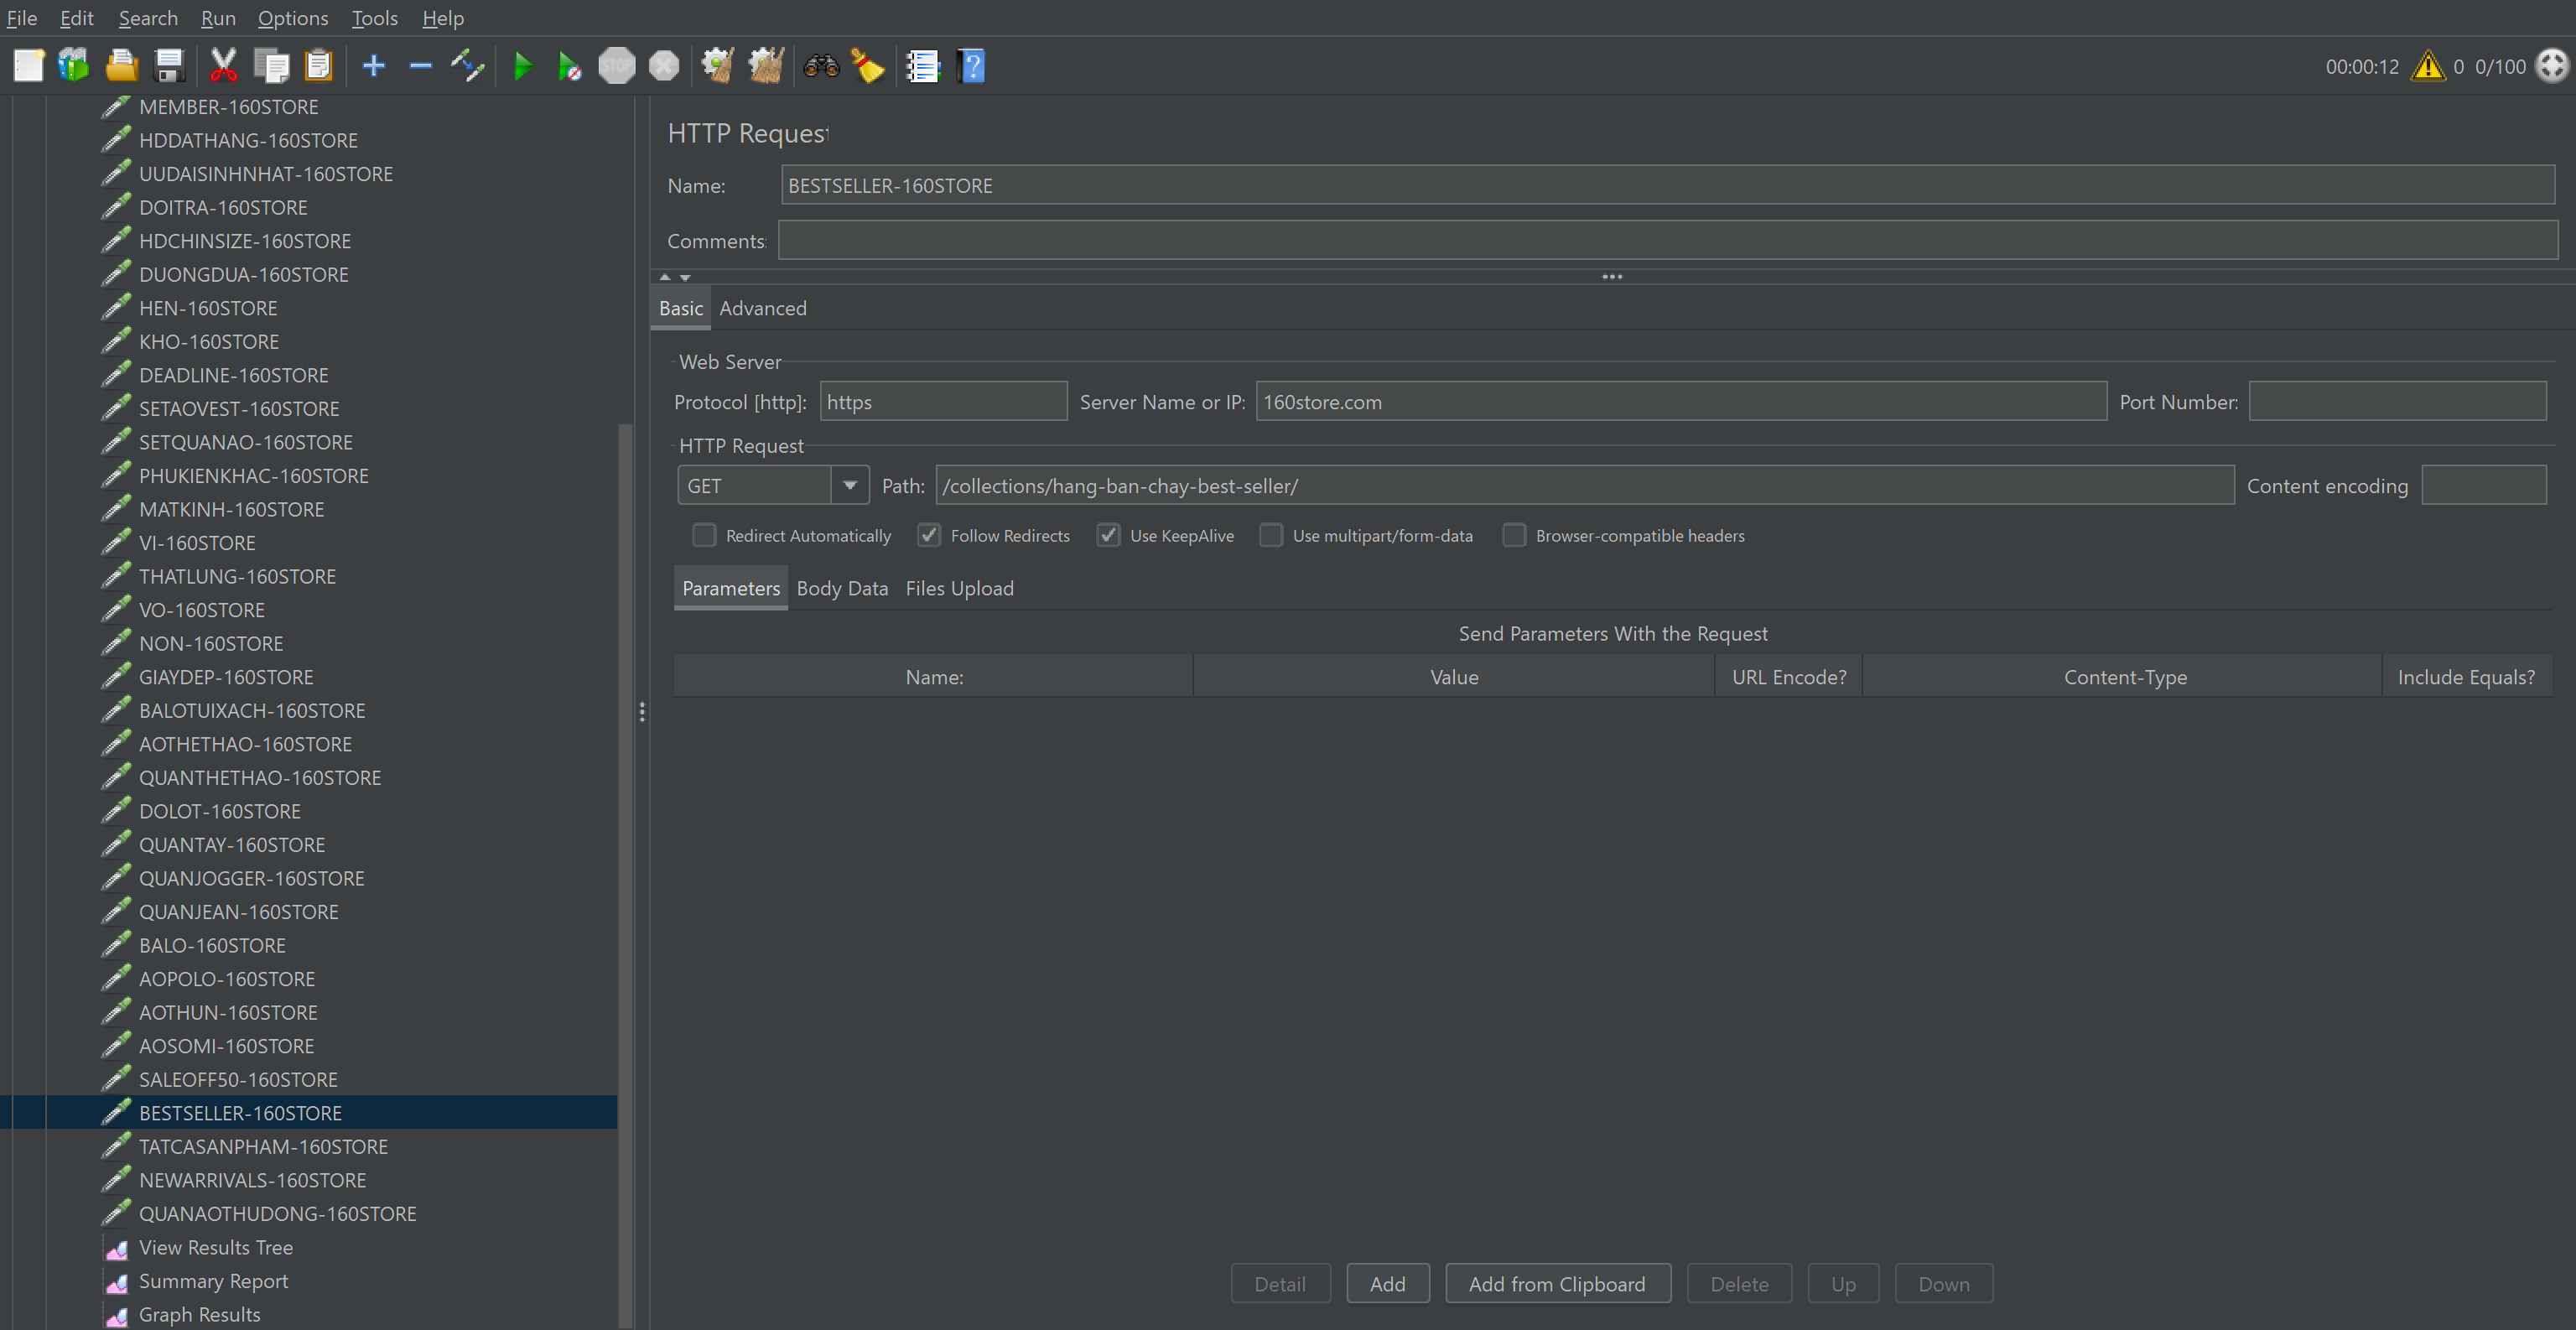 File Edit Search Run Options Tools Help
STOP
00:00:12 0 0/100
MEMBER-160STORE
HDDATHANG-160STORE
UUDAISINHNHAT-160STORE
DOITRA-160STORE
HDCHINSIZE-160STORE
DUONGDUA-160STORE
HEN-160STORE
KHO-160STORE
DEADLINE-160STORE
SETAOVEST-160STORE
SETQUANAO-160STORE
PHUKIENKHAC-160STORE
MATKINH-160STORE
VI-160STORE
THATLUNG-160STORE
VO-160STORE
NON-160STORE
GIAYDEP-160STORE
BALOTUIXACH-160STORE
AOTHETHAO-160STORE
QUANTHETHAO-160STORE
DOLOT-160STORE
QUANTAY-160STORE
QUANJOGGER-160STORE
QUANJEAN-160STORE
BALO-160STORE
AOPOLO-160STORE
AOTHUN-160STORE
AOSOMI-160STORE
SALEOFF50-160STORE
BESTSELLER-160STORE
TATCASANPHAM-160STORE
NEWARRIVALS-160STORE
QUANAOTHUDONG-160STORE
View Results Tree
Summary Report
Graph Results
HTTP Request
Name: BESTSELLER-160STORE
Comments:
Basic Advanced
Web Server
Protocol [http]: https Server Name or IP: 160store.com Port Number:
HTTP Request
GET Path: /collections/hang-ban-chay-best-seller/ Content encoding
Redirect Automatically Follow Redirects Use KeepAlive Use multipart/form-data Browser-compatible headers
Parameters Body Data Files Upload
Send Parameters With the Request
Name: Value URL Encode? Content-Type Include Equals?
Detail Add Add from Clipboard Delete Up Down